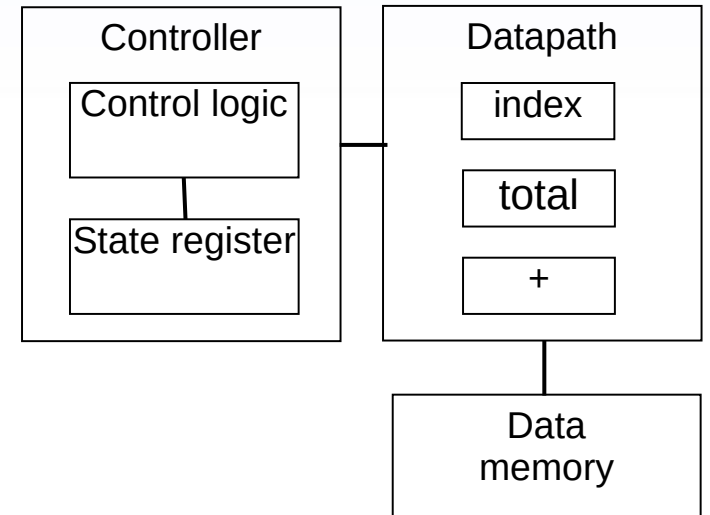 Controller
Control logic
State register
Datapath
index
total
+
Data
memory